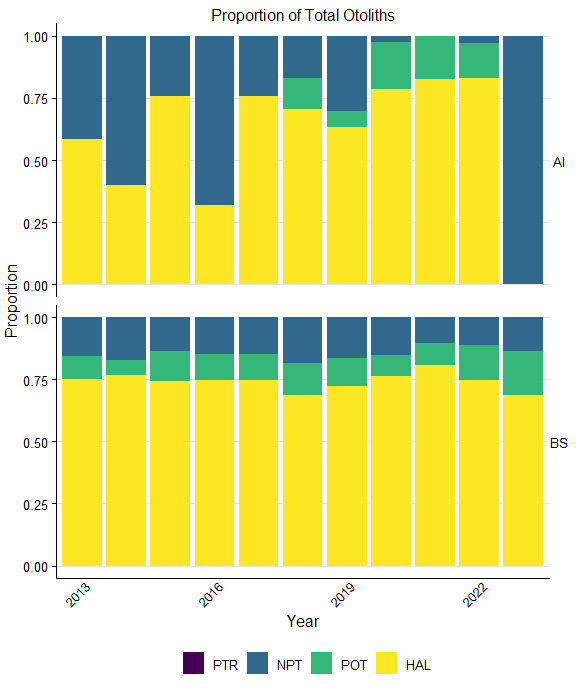 Proportion of Total Otoliths
1.00
0.75
0.50
0.25
0.00
AI
1.00
0.75
0.50
0.25
0.00
BS
Proportion
2013
2016
2019
2022
Year
PTR
NPT
POT
HAL